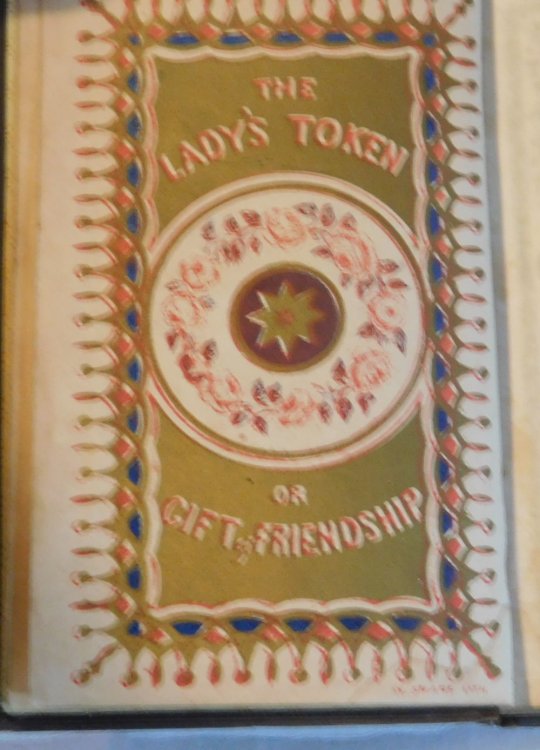 THE
LADY'S TOKEN
OR
GIFT OF FRIENDSHIP